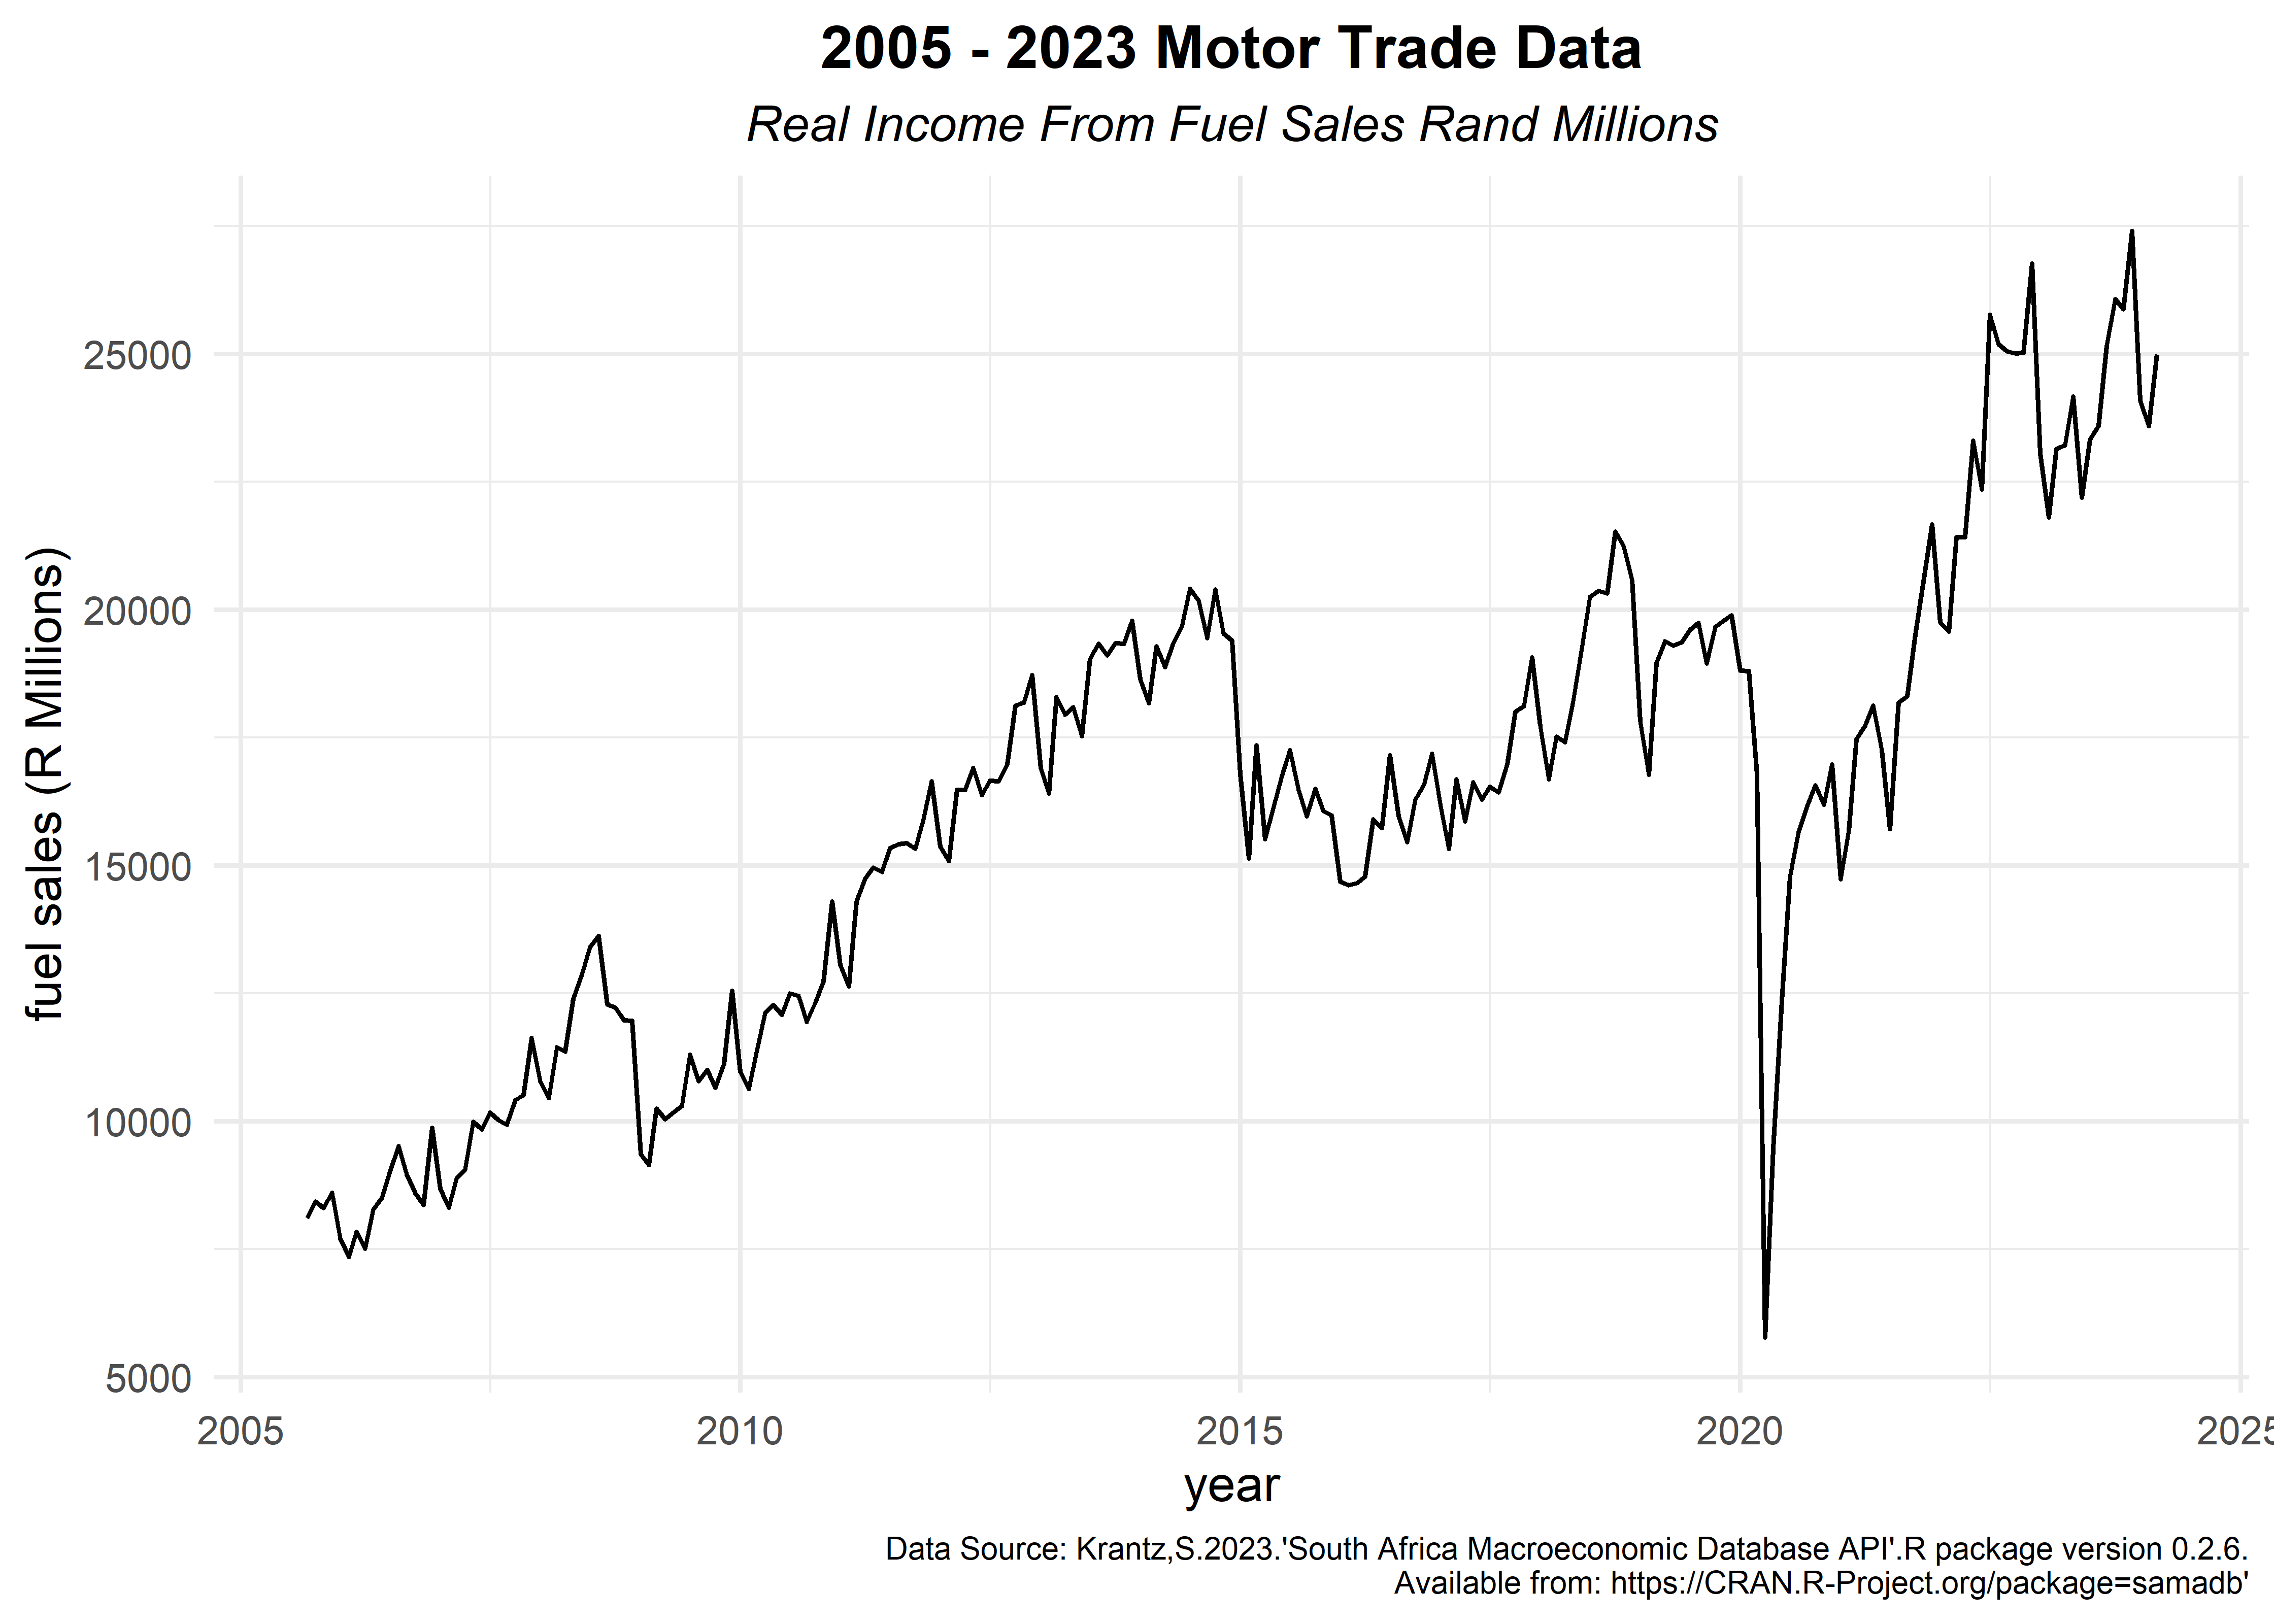 2005 - 2023 Motor Trade Data
Real Income From Fuel Sales Rand Millions
fuel sales (R Millions)
25000
20000
15000
10000
5000
2005 2010 2015 2020 2025
year
Data Source: Krantz,S.2023.'South Africa Macroeconomic Database API'.R package version 0.2.6.
Available from: https://CRAN.R-Project.org/package=samadb'